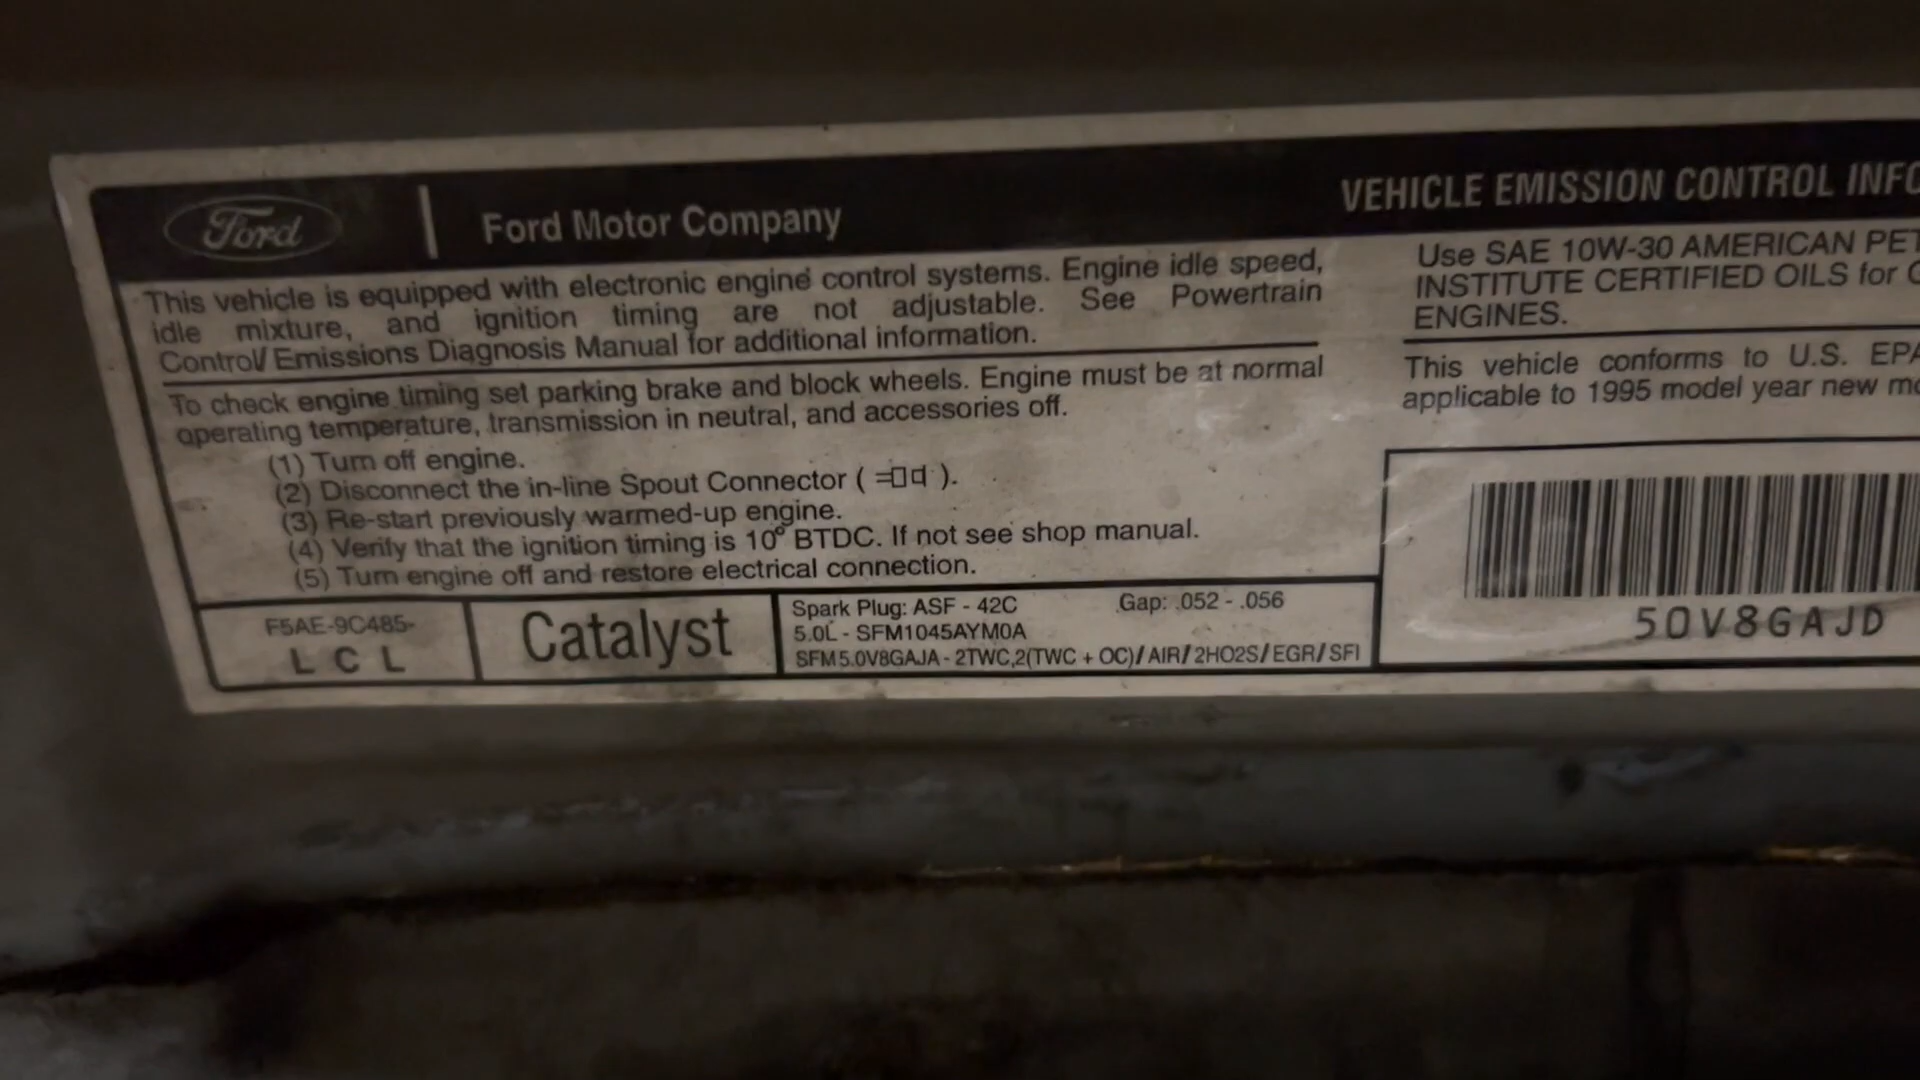 Ford
Ford Motor Company
VEHICLE EMISSION CONTROL
This vehicle is equipped with electronic engine control systems. Engine idle speed,
idle mixture, and ignition timing are not adjustable. See Powertrain
Control/Emissions Diagnosis Manual for additional information.
To check engine timing set parking brake and block wheels. Engine must be at normal
operating temperature, transmission in neutral, and accessories off.
(1) Turn off engine.
(2) Disconnect the in-line Spout Connector ( ).
(3) Re-start previously warmed-up engine.
(4) Verify that the ignition timing is 10° BTDC. If not see shop manual.
(5) Turn engine off and restore electrical connection.
F5AE-9C485-
L C L
Catalyst
Spark Plug: ASF - 42C Gap: .052 - .056
5.0L - SFM1045AYM0A
SFM5.0V8GAJA - 2TWC,2(TWC + OC)/AIR/2HO2S/EGR/SFI
Use SAE 10W-30 AMERICAN
INSTITUTE CERTIFIED OILS for
ENGINES.
This vehicle conforms to U.S. EPA
applicable to 1995 model year new
50V8GAJD